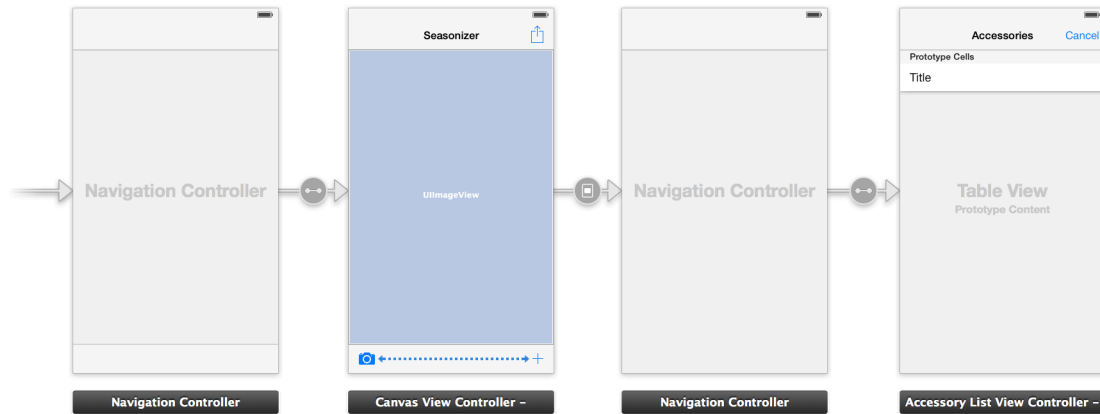 Navigation Controller
Navigation Controller
Seasonizer
UIImageView
Canvas View Controller –
Navigation Controller
Navigation Controller
Accessories
Cancel
Prototype Cells
Title
Table View
Prototype Content
Accessory List View Controller –